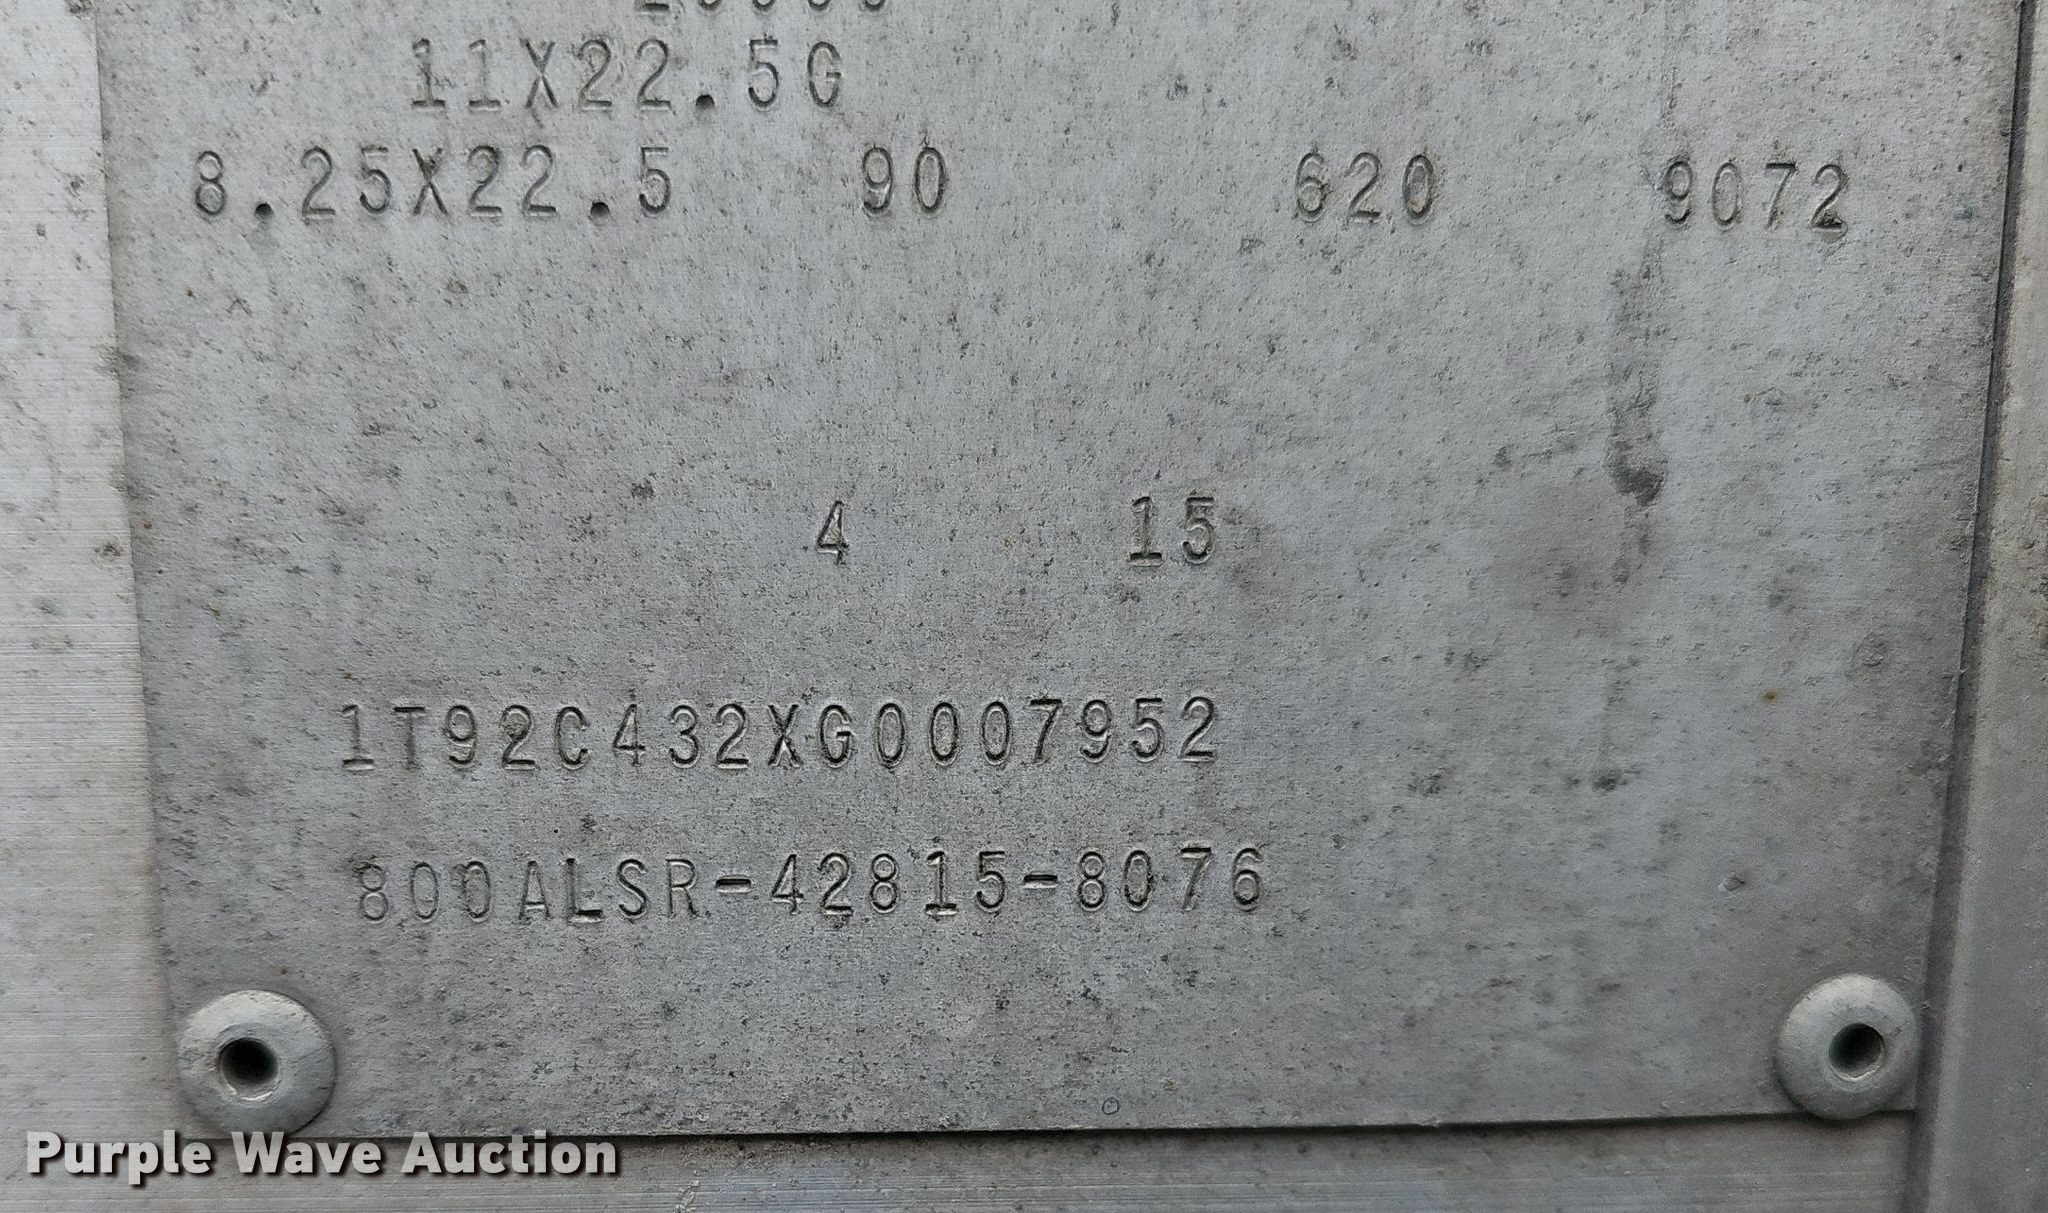 11X22.5G
8.25X22.5 90 620 9072
4 15
1T92C432XG0007952
800ALSR-42815-8076
Purple Wave Auction